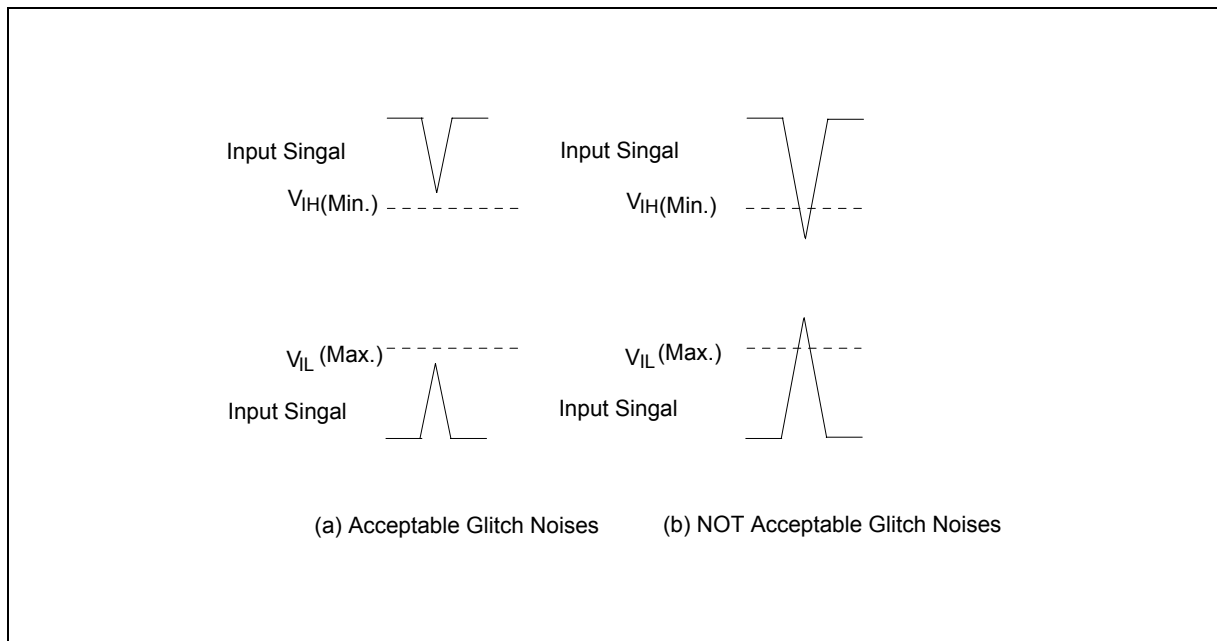 Input Singal
VIH(Min.)
VIL (Max.)
Input Singal
(a) Acceptable Glitch Noises
Input Singal
VIH(Min.)
VIL (Max.)
Input Singal
(b) NOT Acceptable Glitch Noises